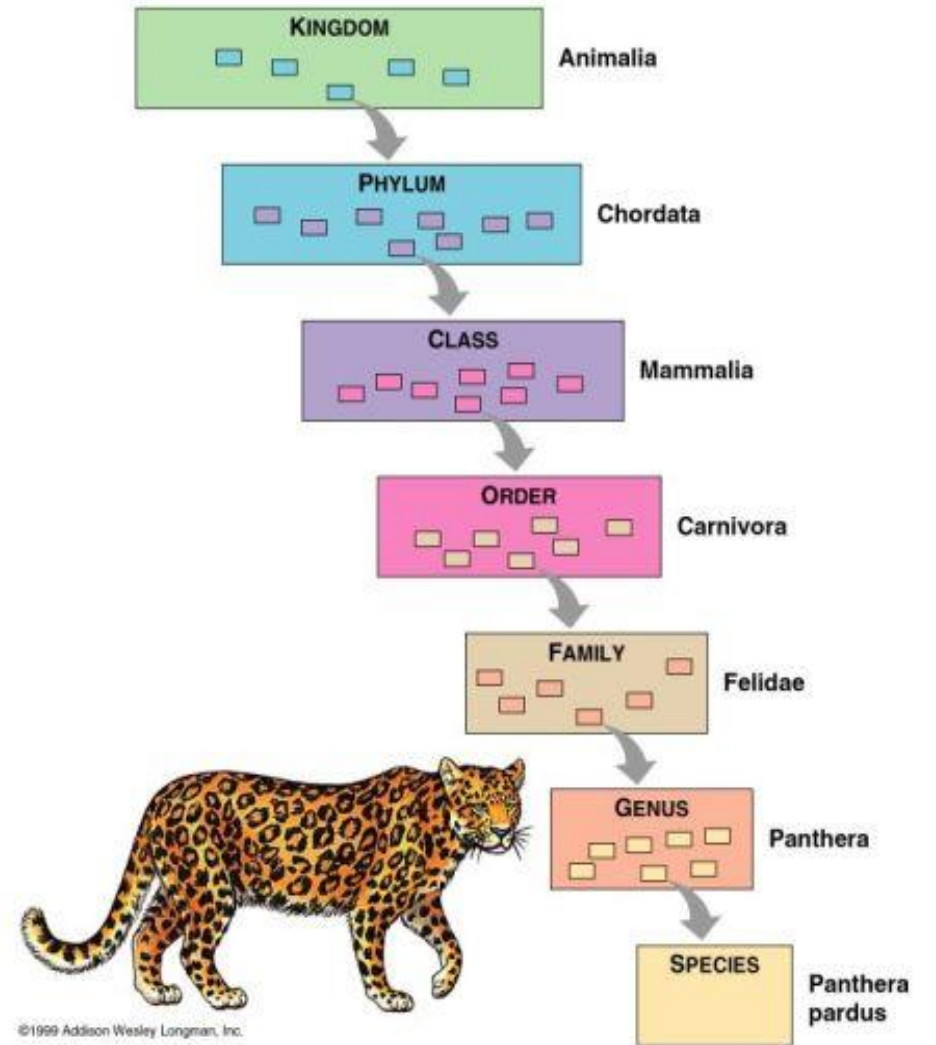 KINGDOM
Animalia
PHYLUM
Chordata
CLASS
Mammalia
ORDER
Carnivora
FAMILY
Felidae
GENUS
Panthera
SPECIES
Panthera
pardus
©1999 Addison Wesley Longman, Inc.